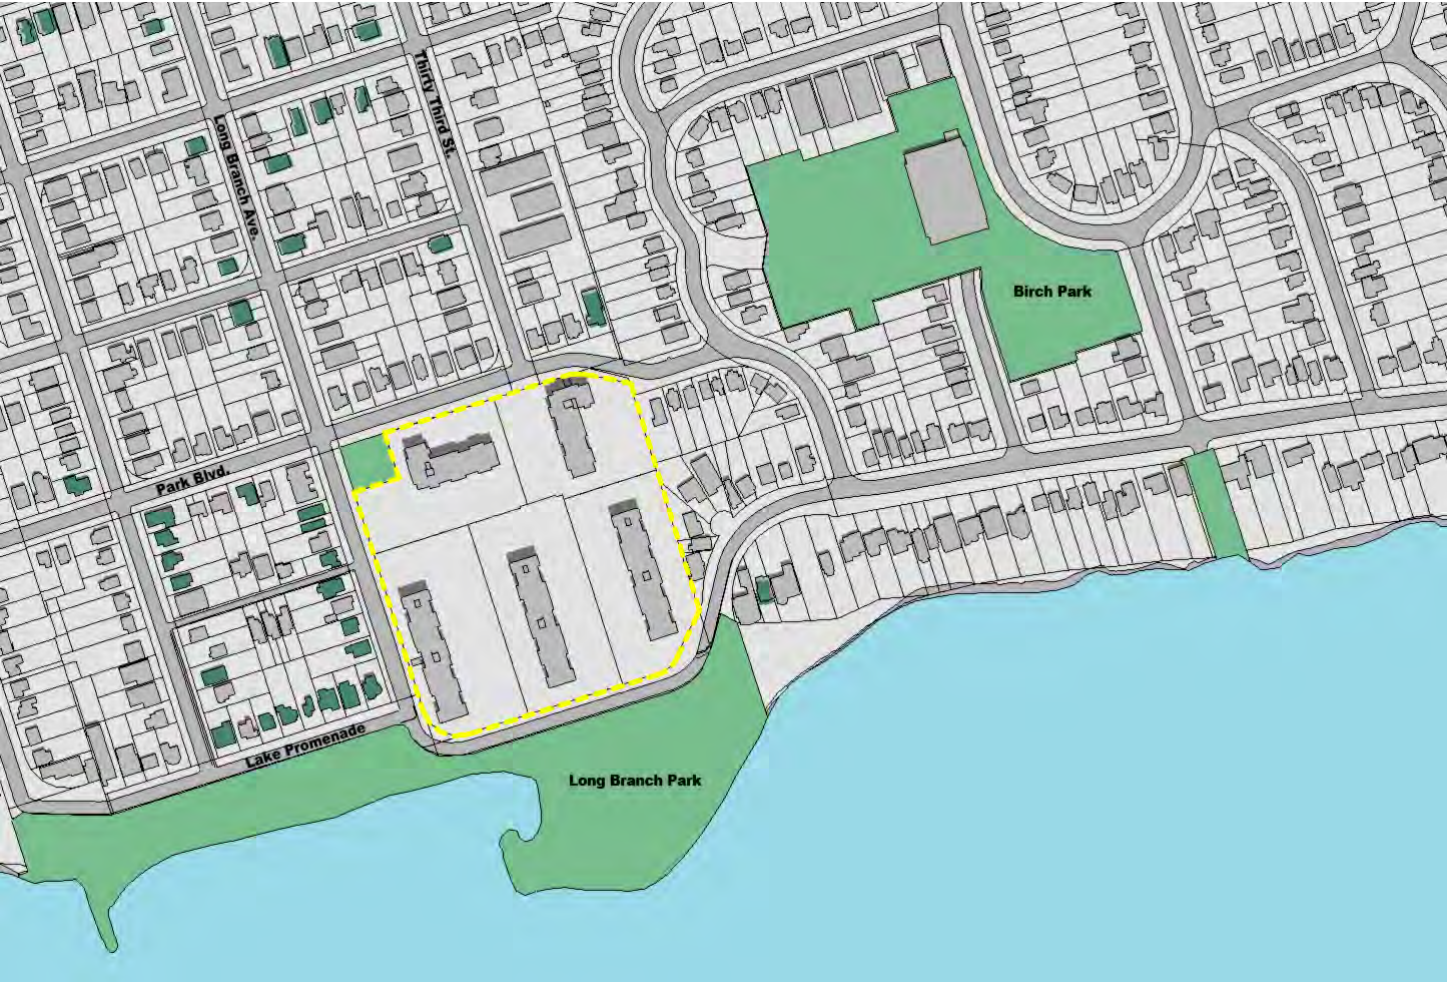 Thirty Third St.
Long Branch Ave.
Birch Park
Park Blvd.
Lake Promenade
Long Branch Park